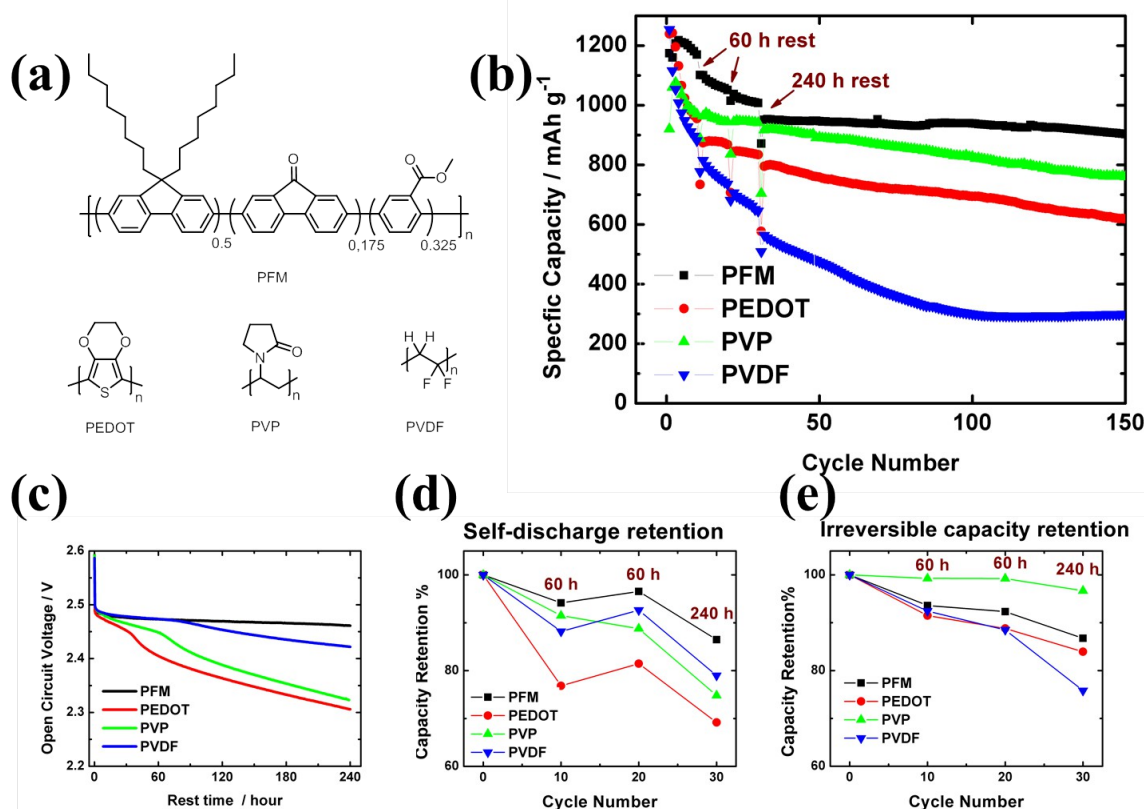 (a)
O
O
O
n
0.5
0,175
0.325
PFM
O
O
S
n
PEDOT
N
O
n
PVP
H
H
F
F
n
PVDF
(b)
Specfic Capacity / mAh g-1
1200
1000
800
600
400
200
0
60 h rest
240 h rest
PFM
PEDOT
PVP
PVDF
0
50
100
150
Cycle Number
(c)
Open Circuit Voltage / V
2.6
2.5
2.4
2.3
2.2
PFM
PEDOT
PVP
PVDF
0
60
120
180
240
Rest time / hour
(d)
Self-discharge retention
Capacity Retention %
100
80
60
60 h
60 h
240 h
PFM
PEDOT
PVP
PVDF
0
10
20
30
Cycle Number
(e)
Irreversible capacity retention
Capacity Retention%
100
80
60
60 h
60 h
240 h
PFM
PEDOT
PVP
PVDF
0
10
20
30
Cycle Number